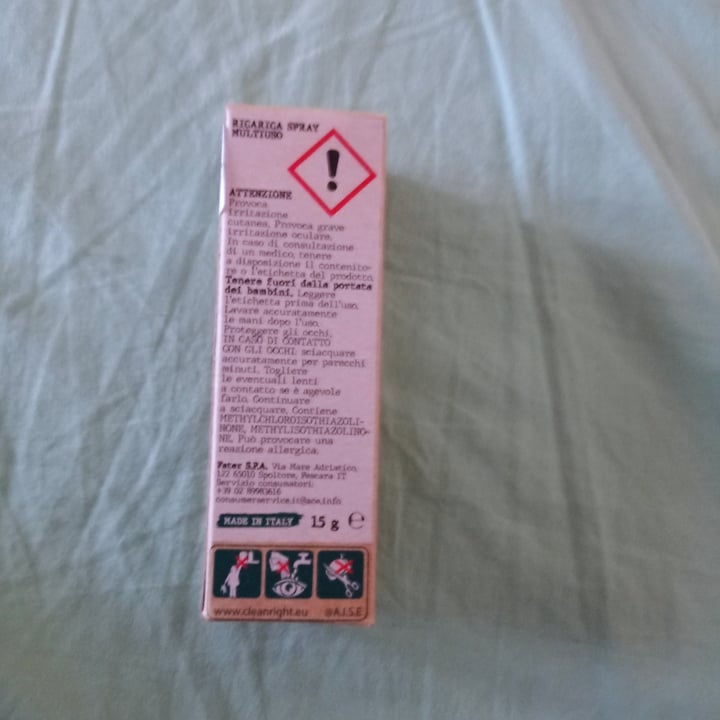 RICARICA SPRAY
MULTIUSO
ATTENZIONE
Provoca
irritazione
cutanea. Provoca grave
irritazione oculare.
In caso di consultazione
di un medico, tenere
a disposizione il contenito-
re o l'etichetta del prodotto.
Tenere fuori dalla portata
dei bambini. Leggere
l'etichetta prima dell'uso.
Lavare accuratamente
le mani dopo l'uso.
Proteggere gli occhi.
IN CASO DI CONTATTO
CON GLI OCCHI: sciacquare
accuratamente per parecchi
minuti. Togliere
le eventuali lenti
a contatto se è agevole
farlo. Continuare
a sciacquare. Contiene
METHYLCHLOROISOTHIAZOLI-
NONE, METHYLISOTHIAZOLINO-
NE. Può provocare una
reazione allergica.
Fater S.P.A. Via Mare Adriatico,
122 65010 Spoltore, Pescara IT
Servizio consumatori:
+39 02 89983616
consumerservice.it@ace.info
MADE IN ITALY 15 g ℮
www.cleanright.eu @A.I.S.E